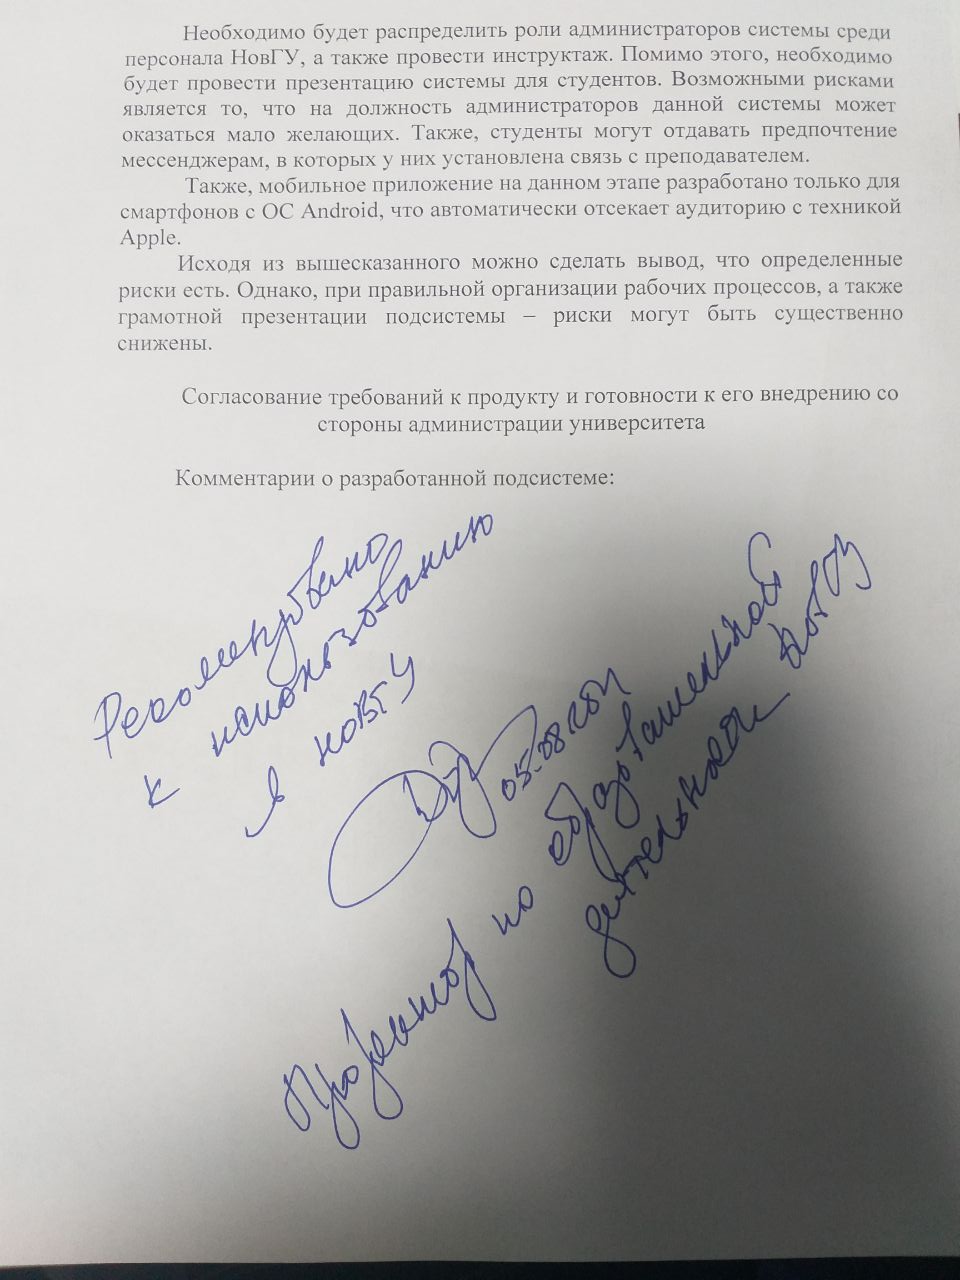 Необходимо будет распределить роли администраторов системы среди
персонала НовГУ, а также провести инструктаж. Помимо этого, необходимо
будет провести презентацию системы для студентов. Возможными рисками
является то, что на должность администраторов данной системы может
оказаться мало желающих. Также, студенты могут отдавать предпочтение
мессенджерам, в которых у них установлена связь с преподавателем.
Также, мобильное приложение на данном этапе разработано только для
смартфонов с ОС Android, что автоматически отсекает аудиторию с техникой
Apple.
Исходя из вышесказанного можно сделать вывод, что определенные
риски есть. Однако, при правильной организации рабочих процессов, а также
грамотной презентации подсистемы – риски могут быть существенно
снижены.
Согласование требований к продукту и готовности к его внедрению со
стороны администрации университета
Комментарии о разработанной подсистеме:
Рекомендовано
к использованию
в НовГУ
Проректор по образовательной
деятельности НовГУ